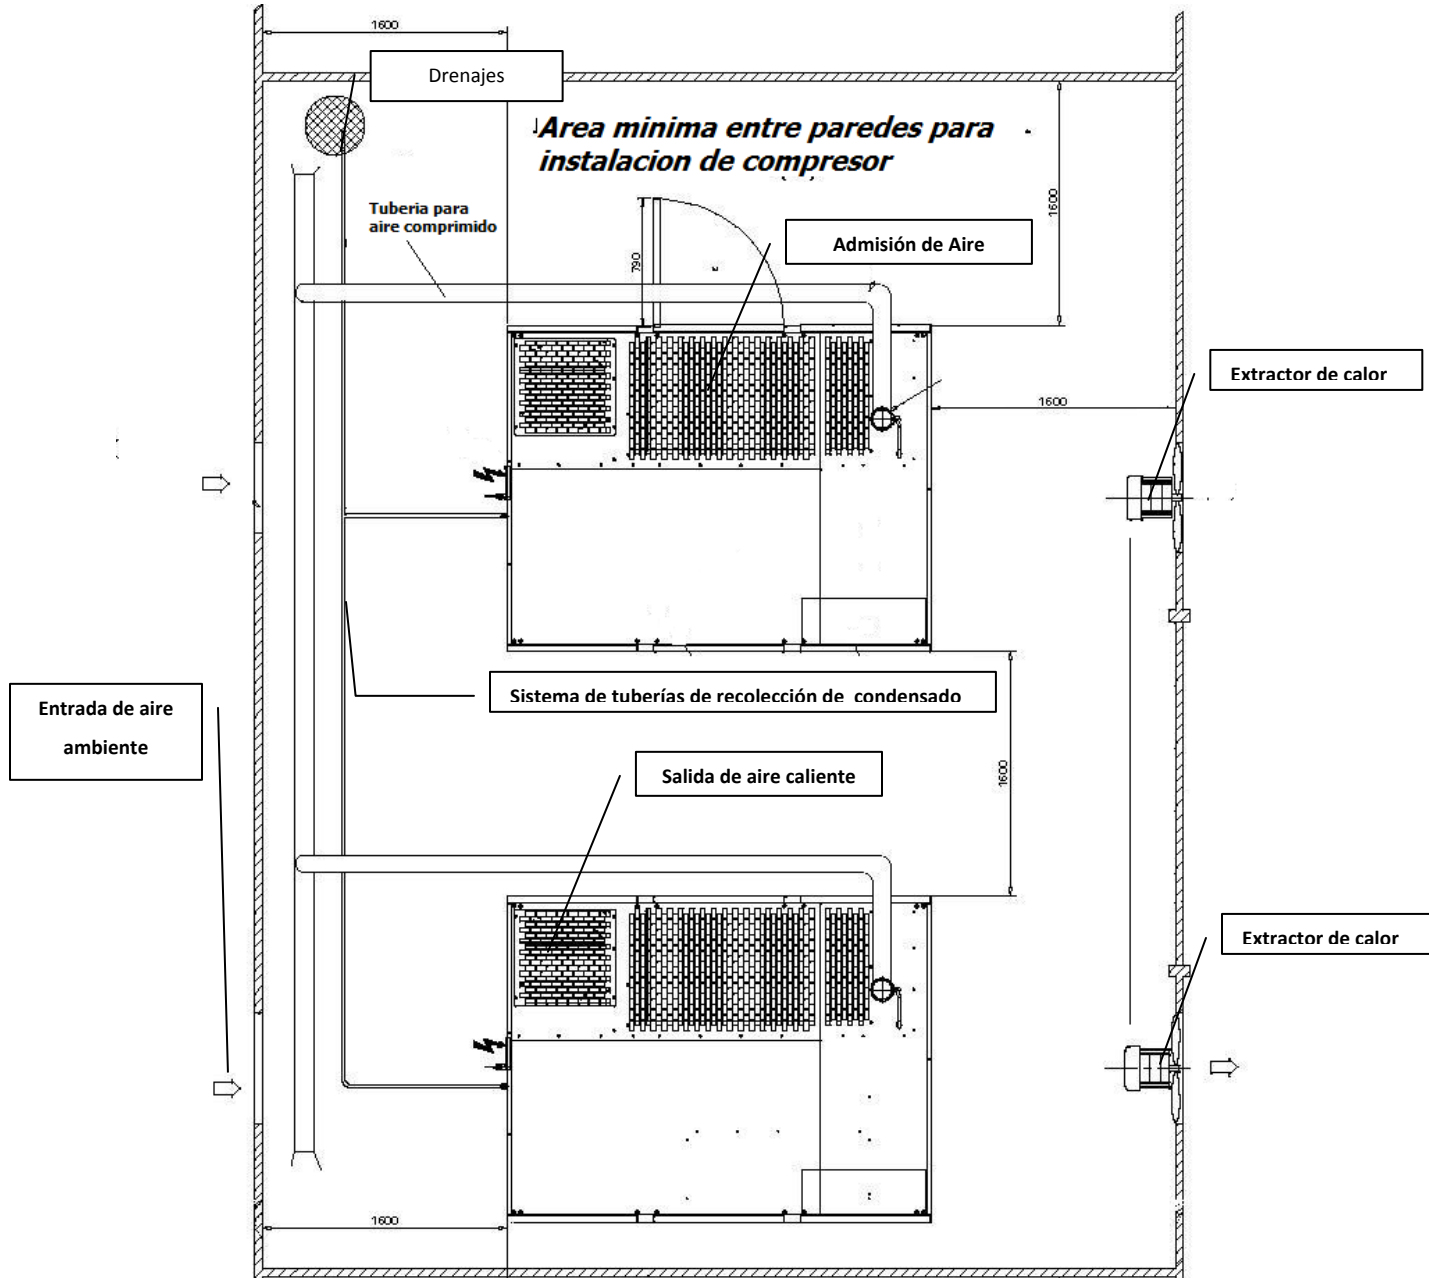 1600
Drenajes
Area minima entre paredes para
instalacion de compresor
Tuberia para
aire comprimido
790
1600
Admisión de Aire
Extractor de calor
1600
Sistema de tuberías de recolección de condensado
Entrada de aire
ambiente
Salida de aire caliente
1600
Extractor de calor
1600